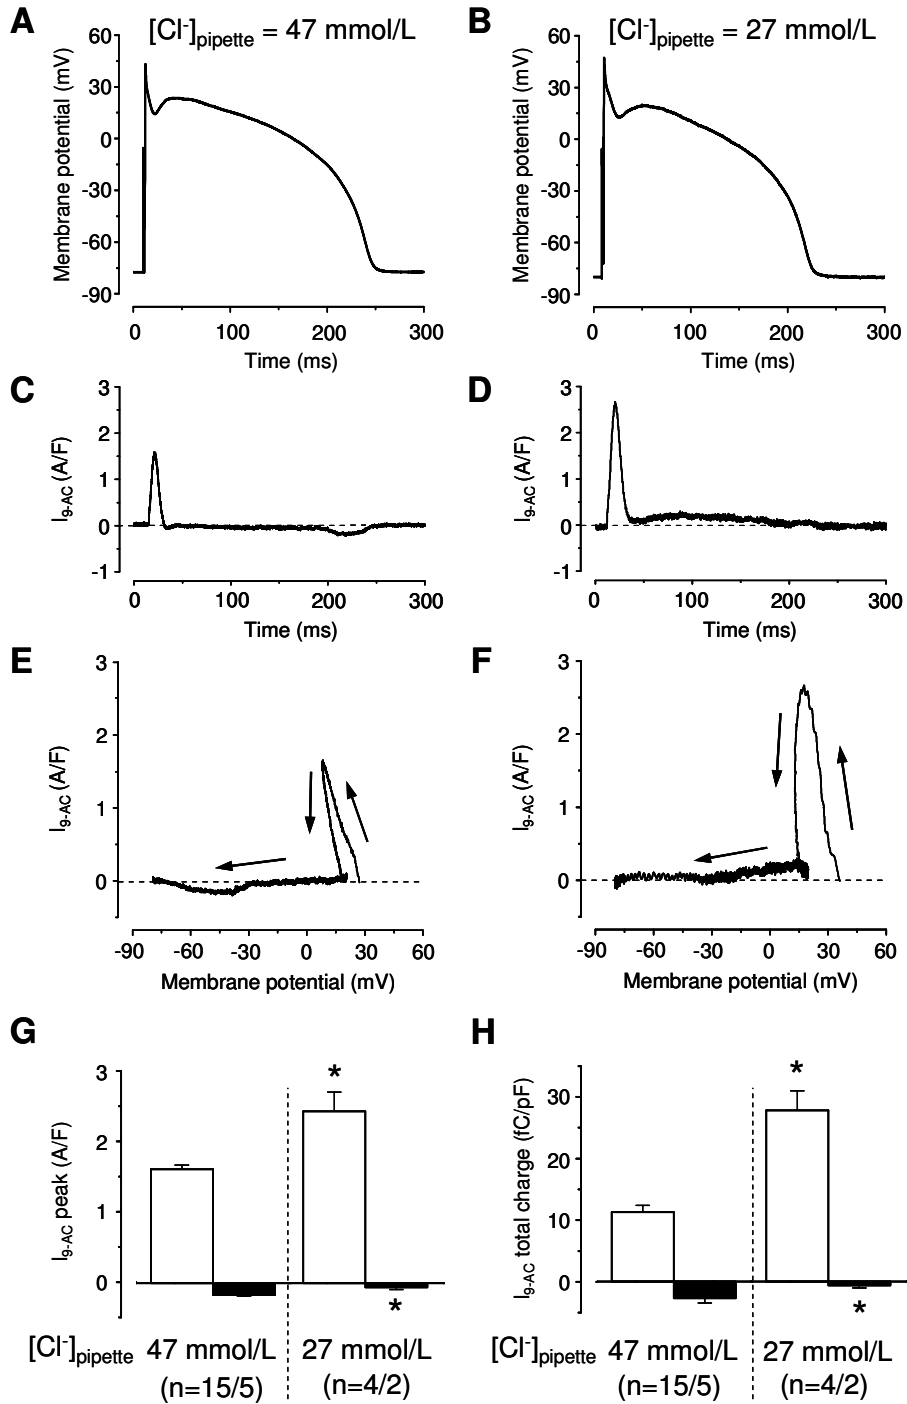 A
[Cl-]pipette = 47 mmol/L
Membrane potential (mV)
60
30
0
-30
-60
-90
0 100 200 300
Time (ms)
B
[Cl-]pipette = 27 mmol/L
Membrane potential (mV)
60
30
0
-30
-60
-90
0 100 200 300
Time (ms)
C
I9-AC (A/F)
3
2
1
0
-1
0 100 200 300
Time (ms)
D
I9-AC (A/F)
3
2
1
0
-1
0 100 200 300
Time (ms)
E
I9-AC (A/F)
3
2
1
0
-90 -60 -30 0 30 60
Membrane potential (mV)
F
I9-AC (A/F)
3
2
1
0
-90 -60 -30 0 30 60
Membrane potential (mV)
G
I9-AC peak (A/F)
3
2
1
0
*
*
[Cl-]pipette 47 mmol/L 27 mmol/L
(n=15/5) (n=4/2)
H
I9-AC total charge (fC/pF)
30
20
10
0
*
*
[Cl-]pipette 47 mmol/L 27 mmol/L
(n=15/5) (n=4/2)